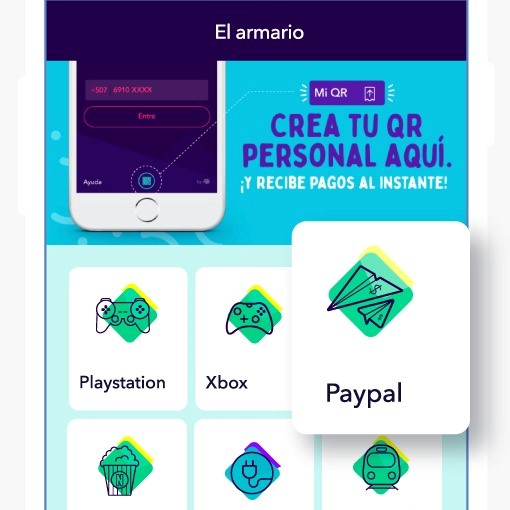 El armario
+507 6910 XXXX
Entre
Ayuda
Mi QR
CREA TU QR
PERSONAL AQUÍ.
¡Y RECIBE PAGOS AL INSTANTE!
Playstation
Xbox
Paypal
N